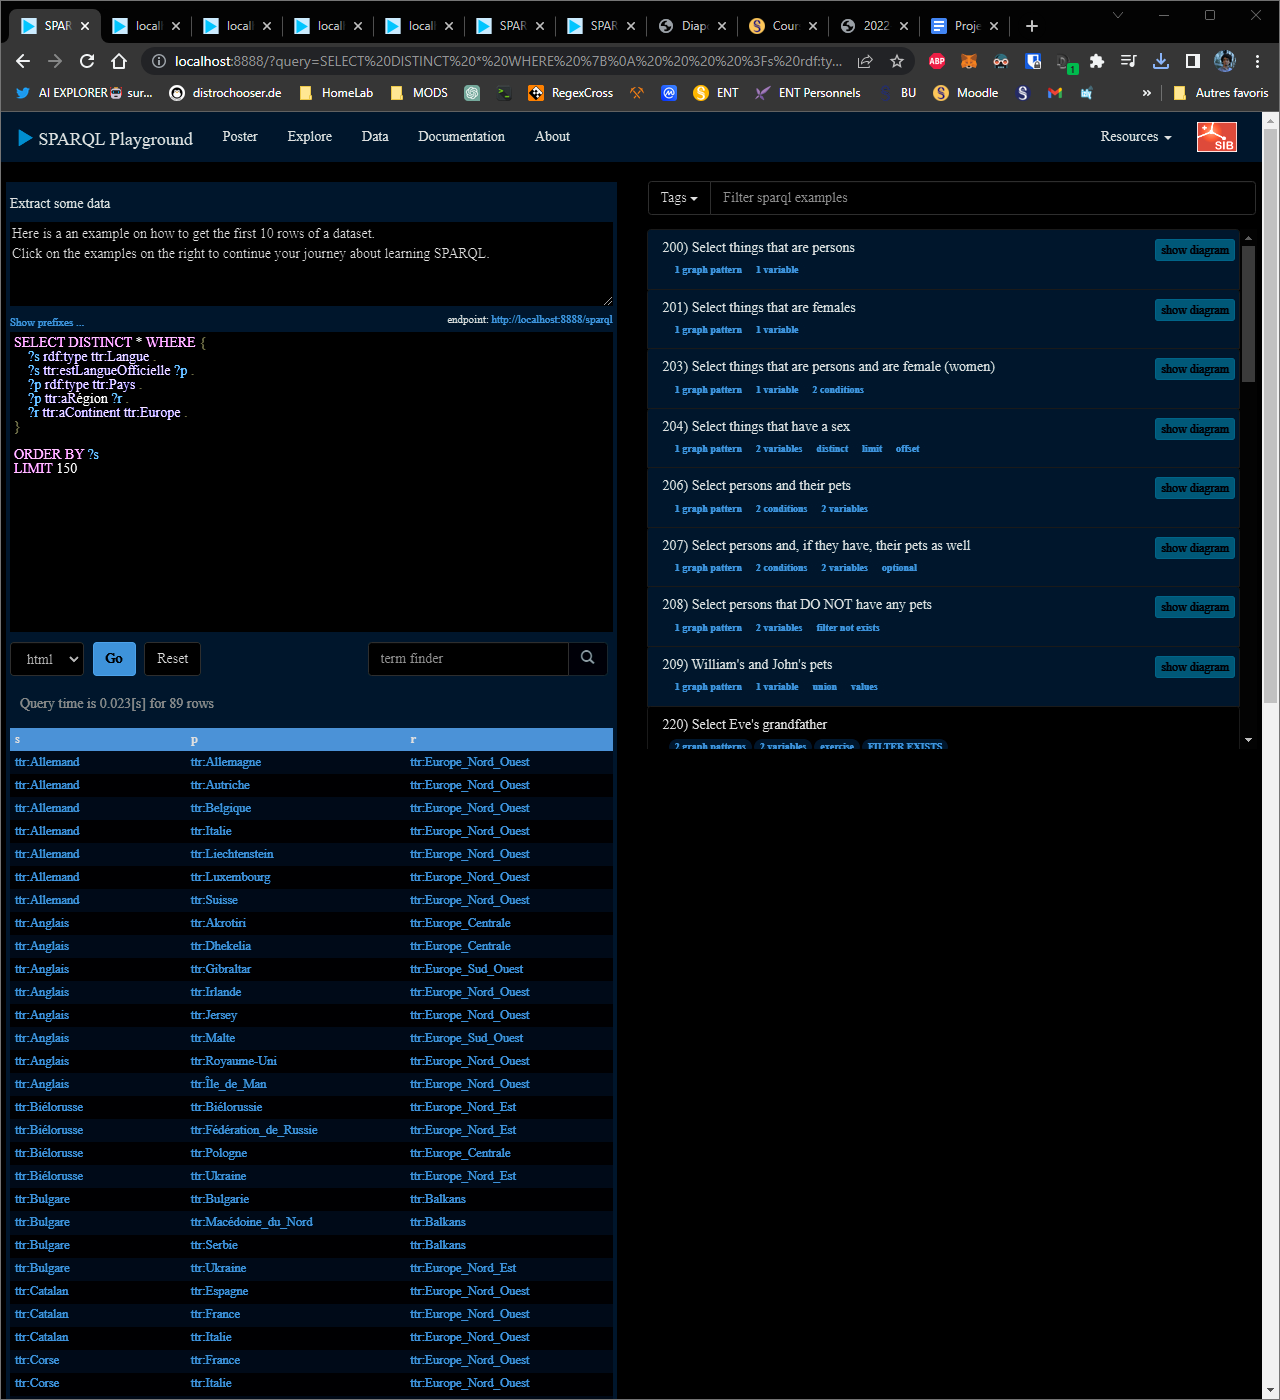 SPAR
locall
locall
locall
locall
SPAR
SPAR
Diapo
Cour
2022
Proje
localhost:8888/?query=SELECT%20DISTINCT%20*%20WHERE%20%7B%0A%20%20%20%20%3Fs%20rdf:ty...
ABP
1
AI EXPLORER sur...
distrochooser.de
HomeLab
MODS
RegexCross
ENT
ENT Personnels
BU
Moodle
»
Autres favoris
SPARQL Playground
Poster
Explore
Data
Documentation
About
Resources
SIB
Extract some data
Here is a an example on how to get the first 10 rows of a dataset.
Click on the examples on the right to continue your journey about learning SPARQL.
Show prefixes ...
endpoint: http://localhost:8888/sparql
SELECT DISTINCT * WHERE {
?s rdf:type ttr:Langue .
?s ttr:estLangueOfficielle ?p .
?p rdf:type ttr:Pays .
?p ttr:aRégion ?r .
?r ttr:aContinent ttr:Europe .
}
ORDER BY ?s
LIMIT 150
html
Go
Reset
term finder
Query time is 0.023[s] for 89 rows
s p r
ttr:Allemand ttr:Allemagne ttr:Europe_Nord_Ouest
ttr:Allemand ttr:Autriche ttr:Europe_Nord_Ouest
ttr:Allemand ttr:Belgique ttr:Europe_Nord_Ouest
ttr:Allemand ttr:Italie ttr:Europe_Nord_Ouest
ttr:Allemand ttr:Liechtenstein ttr:Europe_Nord_Ouest
ttr:Allemand ttr:Luxembourg ttr:Europe_Nord_Ouest
ttr:Allemand ttr:Suisse ttr:Europe_Nord_Ouest
ttr:Anglais ttr:Akrotiri ttr:Europe_Centrale
ttr:Anglais ttr:Dhekelia ttr:Europe_Centrale
ttr:Anglais ttr:Gibraltar ttr:Europe_Sud_Ouest
ttr:Anglais ttr:Irlande ttr:Europe_Nord_Ouest
ttr:Anglais ttr:Jersey ttr:Europe_Nord_Ouest
ttr:Anglais ttr:Malte ttr:Europe_Sud_Ouest
ttr:Anglais ttr:Royaume-Uni ttr:Europe_Nord_Ouest
ttr:Anglais ttr:Île_de_Man ttr:Europe_Nord_Ouest
ttr:Biélorusse ttr:Biélorussie ttr:Europe_Nord_Est
ttr:Biélorusse ttr:Fédération_de_Russie ttr:Europe_Nord_Est
ttr:Biélorusse ttr:Pologne ttr:Europe_Centrale
ttr:Biélorusse ttr:Ukraine ttr:Europe_Nord_Est
ttr:Bulgare ttr:Bulgarie ttr:Balkans
ttr:Bulgare ttr:Macédoine_du_Nord ttr:Balkans
ttr:Bulgare ttr:Serbie ttr:Balkans
ttr:Bulgare ttr:Ukraine ttr:Europe_Nord_Est
ttr:Catalan ttr:Espagne ttr:Europe_Nord_Ouest
ttr:Catalan ttr:France ttr:Europe_Nord_Ouest
ttr:Catalan ttr:Italie ttr:Europe_Nord_Ouest
ttr:Corse ttr:France ttr:Europe_Nord_Ouest
ttr:Corse ttr:Italie ttr:Europe_Nord_Ouest
Tags
Filter sparql examples
200) Select things that are persons
show diagram
1 graph pattern 1 variable
201) Select things that are females
show diagram
1 graph pattern 1 variable
203) Select things that are persons and are female (women)
show diagram
1 graph pattern 1 variable 2 conditions
204) Select things that have a sex
show diagram
1 graph pattern 2 variables distinct limit offset
206) Select persons and their pets
show diagram
1 graph pattern 2 conditions 2 variables
207) Select persons and, if they have, their pets as well
show diagram
1 graph pattern 2 conditions 2 variables optional
208) Select persons that DO NOT have any pets
show diagram
1 graph pattern 2 variables filter not exists
209) William's and John's pets
show diagram
1 graph pattern 1 variable union values
220) Select Eve's grandfather
2 graph patterns 2 variables exercise FILTER EXISTS